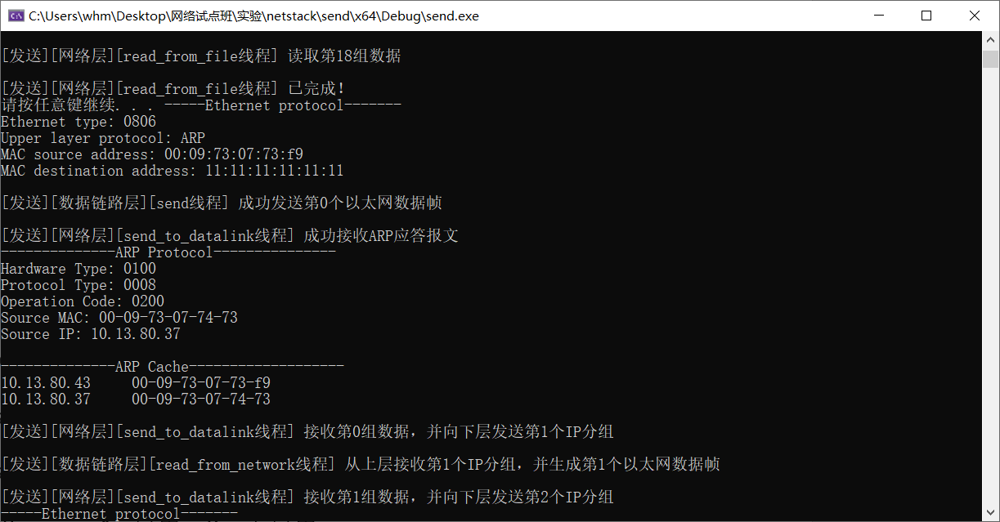 C:\Users\whm\Desktop\网络试点班\实验\netstack\send\x64\Debug\send.exe
[发送][网络层][read_from_file线程] 读取第18组数据
[发送][网络层][read_from_file线程] 已完成!
请按任意键继续. . . -----Ethernet protocol-------
Ethernet type: 0806
Upper layer protocol: ARP
MAC source address: 00:09:73:07:73:f9
MAC destination address: 11:11:11:11:11:11
[发送][数据链路层][send线程] 成功发送第0个以太网数据帧
[发送][网络层][send_to_datalink线程] 成功接收ARP应答报文
--------------ARP Protocol---------------
Hardware Type: 0100
Protocol Type: 0008
Operation Code: 0200
Source MAC: 00-09-73-07-74-73
Source IP: 10.13.80.37
--------------ARP Cache-------------------
10.13.80.43     00-09-73-07-73-f9
10.13.80.37     00-09-73-07-74-73
[发送][网络层][send_to_datalink线程] 接收第0组数据，并向下层发送第1个IP分组
[发送][数据链路层][read_from_network线程] 从上层接收第1个IP分组，并生成第1个以太网数据帧
[发送][网络层][send_to_datalink线程] 接收第1组数据，并向下层发送第2个IP分组
-----Ethernet protocol-------